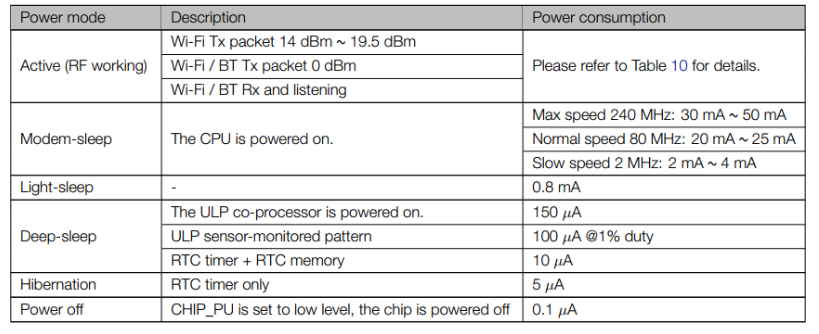 Power mode Description Power consumption
Active (RF working)
Wi-Fi Tx packet 14 dBm ~ 19.5 dBm
Wi-Fi / BT Tx packet 0 dBm
Wi-Fi / BT Rx and listening
Please refer to Table 10 for details.
Modem-sleep
The CPU is powered on.
Max speed 240 MHz: 30 mA ~ 50 mA
Normal speed 80 MHz: 20 mA ~ 25 mA
Slow speed 2 MHz: 2 mA ~ 4 mA
Light-sleep - 0.8 mA
Deep-sleep
The ULP co-processor is powered on. 150 μA
ULP sensor-monitored pattern 100 μA @1% duty
RTC timer + RTC memory 10 μA
Hibernation RTC timer only 5 μA
Power off CHIP_PU is set to low level, the chip is powered off 0.1 μA